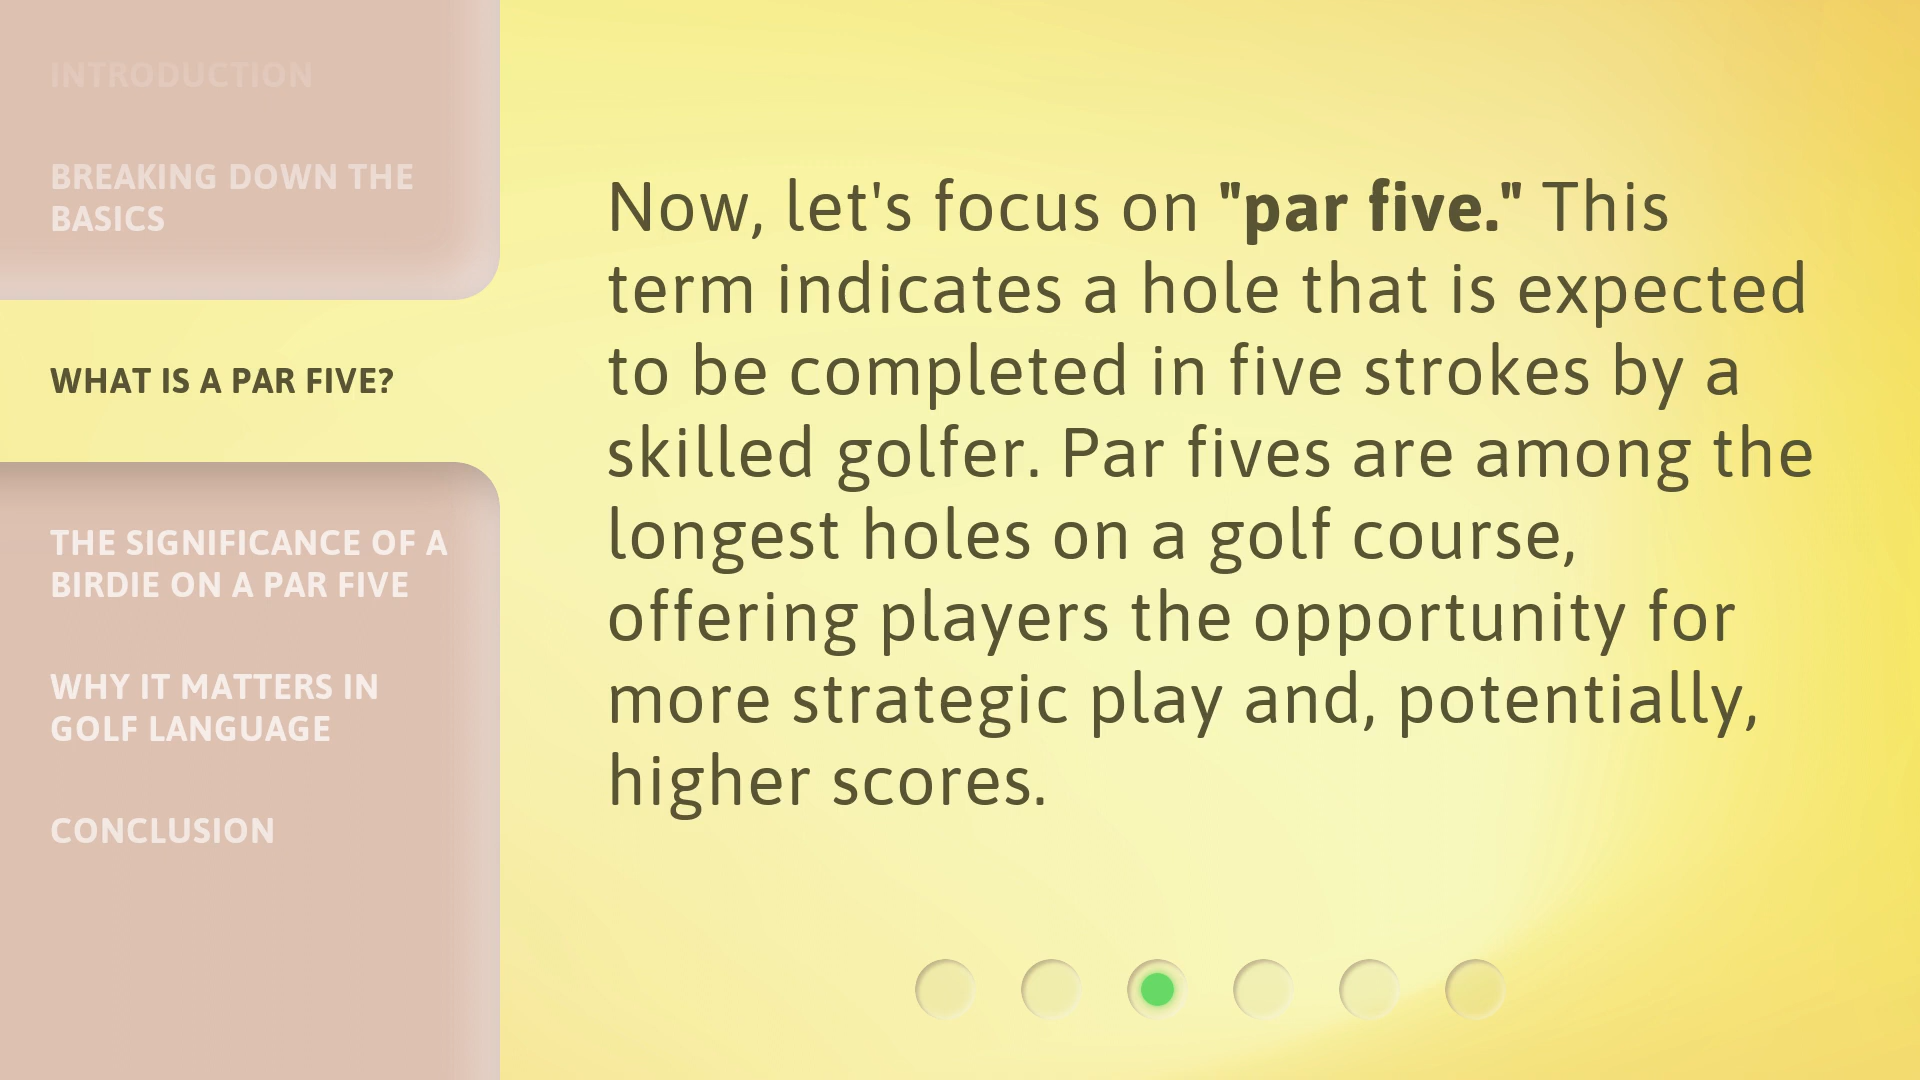 INTRODUCTION
BREAKING DOWN THE
BASICS
WHAT IS A PAR FIVE?
THE SIGNIFICANCE OF A
BIRDIE ON A PAR FIVE
WHY IT MATTERS IN
GOLF LANGUAGE
CONCLUSION
Now, let's focus on "par five." This
term indicates a hole that is expected
to be completed in five strokes by a
skilled golfer. Par fives are among the
longest holes on a golf course,
offering players the opportunity for
more strategic play and, potentially,
higher scores.